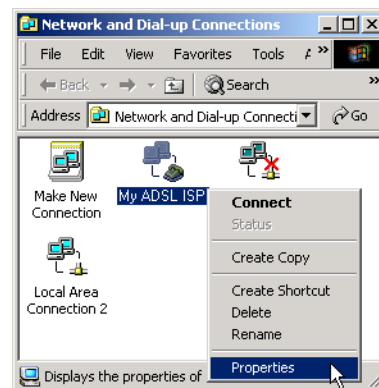 Network and Dial-up Connections
File Edit View Favorites Tools »
Back Search »
Address Network and Dial-up Connecti Go
Make New Connection
My ADSL ISP
Local Area Connection 2
Connect
Status
Create Copy
Create Shortcut
Delete
Rename
Properties
Displays the properties of